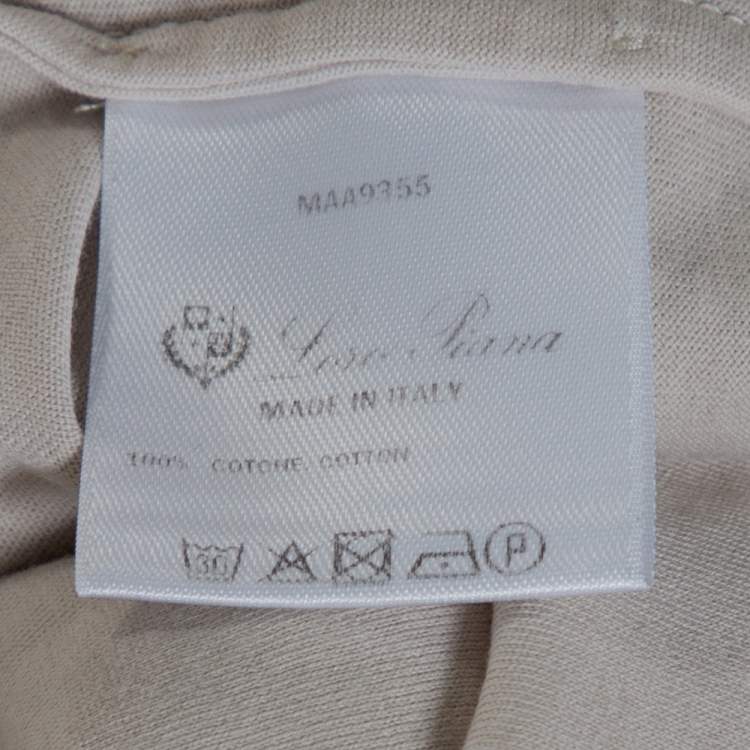 MAA9355
Loro Piana
MADE IN ITALY
100% COTONE. COTTON
30 P